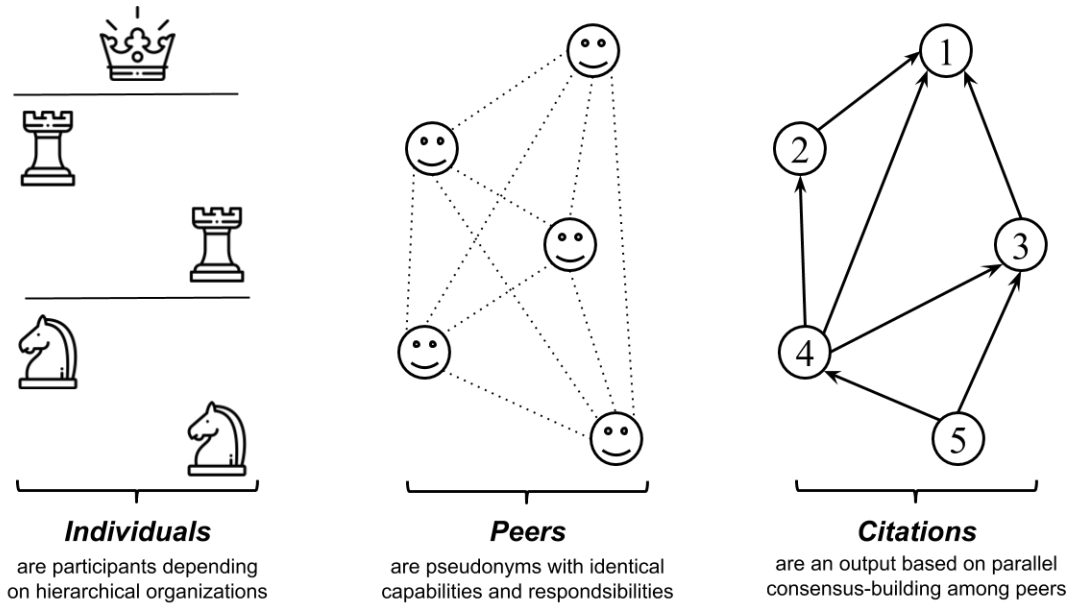 1
2
3
4
5
Individuals
are participants depending
on hierarchical organizations
Peers
are pseudonyms with identical
capabilities and respondsibilities
Citations
are an output based on parallel
consensus-building among peers